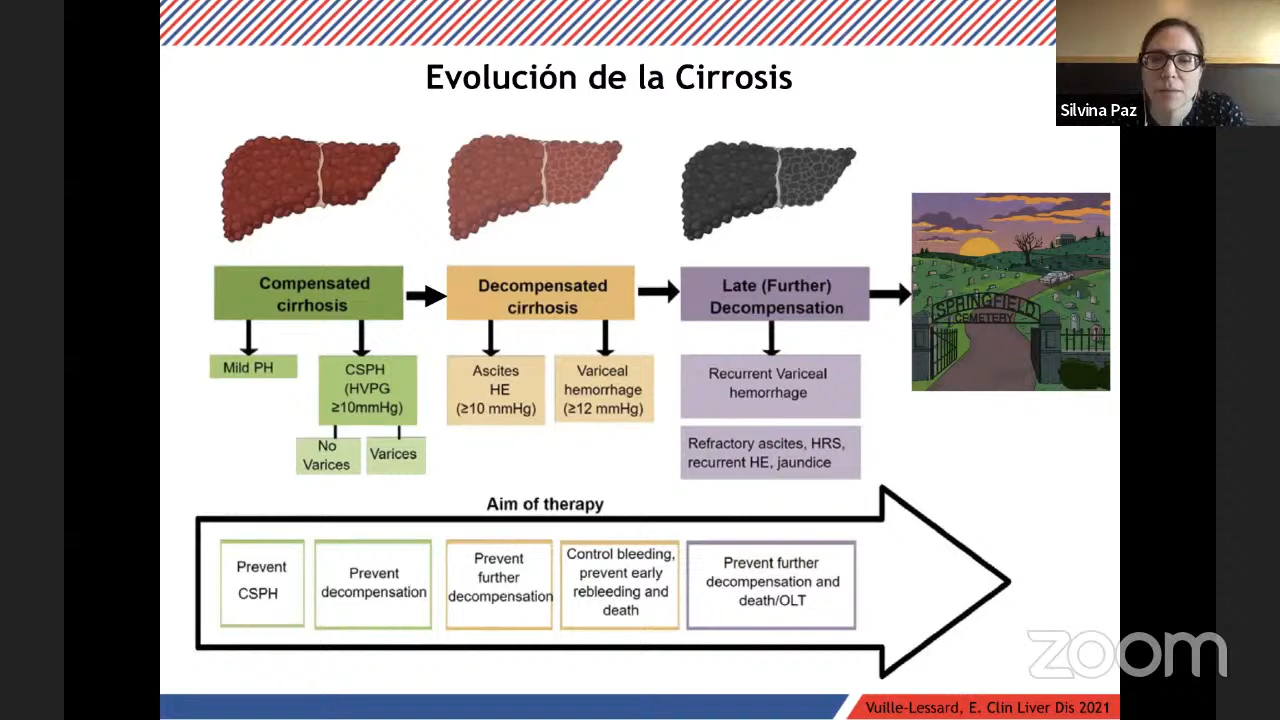 Evolución de la Cirrosis
Silvina Paz
Compensated
cirrhosis
Decompensated
cirrhosis
Late (Further)
Decompensation
SPRINGFIELD
CEMETERY
Mild PH
CSPH
(HVPG
≥10mmHg)
No
Varices
Varices
Ascites
HE
(≥10 mmHg)
Variceal
hemorrhage
(≥12 mmHg)
Recurrent Variceal
hemorrhage
Refractory ascites, HRS,
recurrent HE, jaundice
Aim of therapy
Prevent
CSPH
Prevent
decompensation
Prevent
further
decompensation
Control bleeding,
prevent early
rebleeding and
death
Prevent further
decompensation and
death/OLT
zoom
Vuille-Lessard, E. Clin Liver Dis 2021